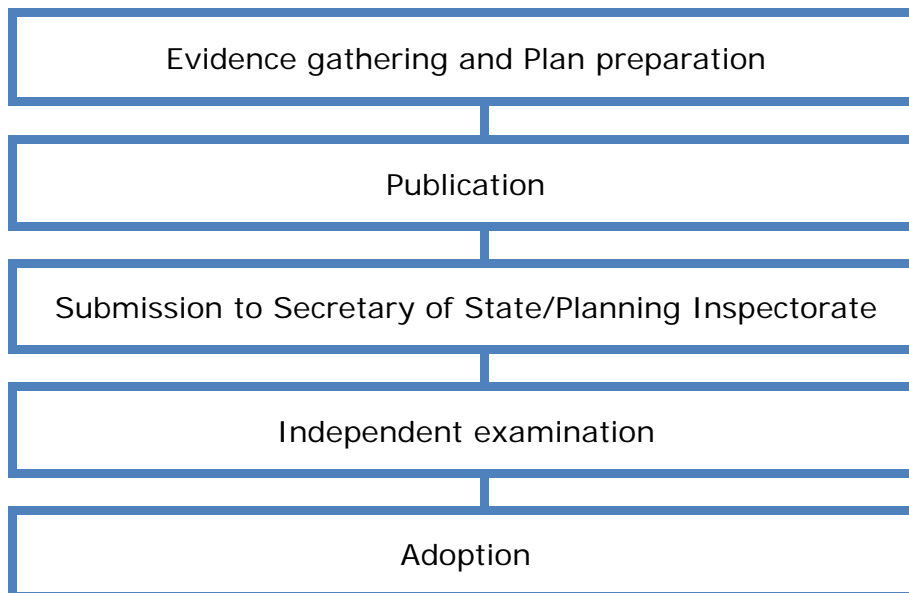 Evidence gathering and Plan preparation
Publication
Submission to Secretary of State/Planning Inspectorate
Independent examination
Adoption